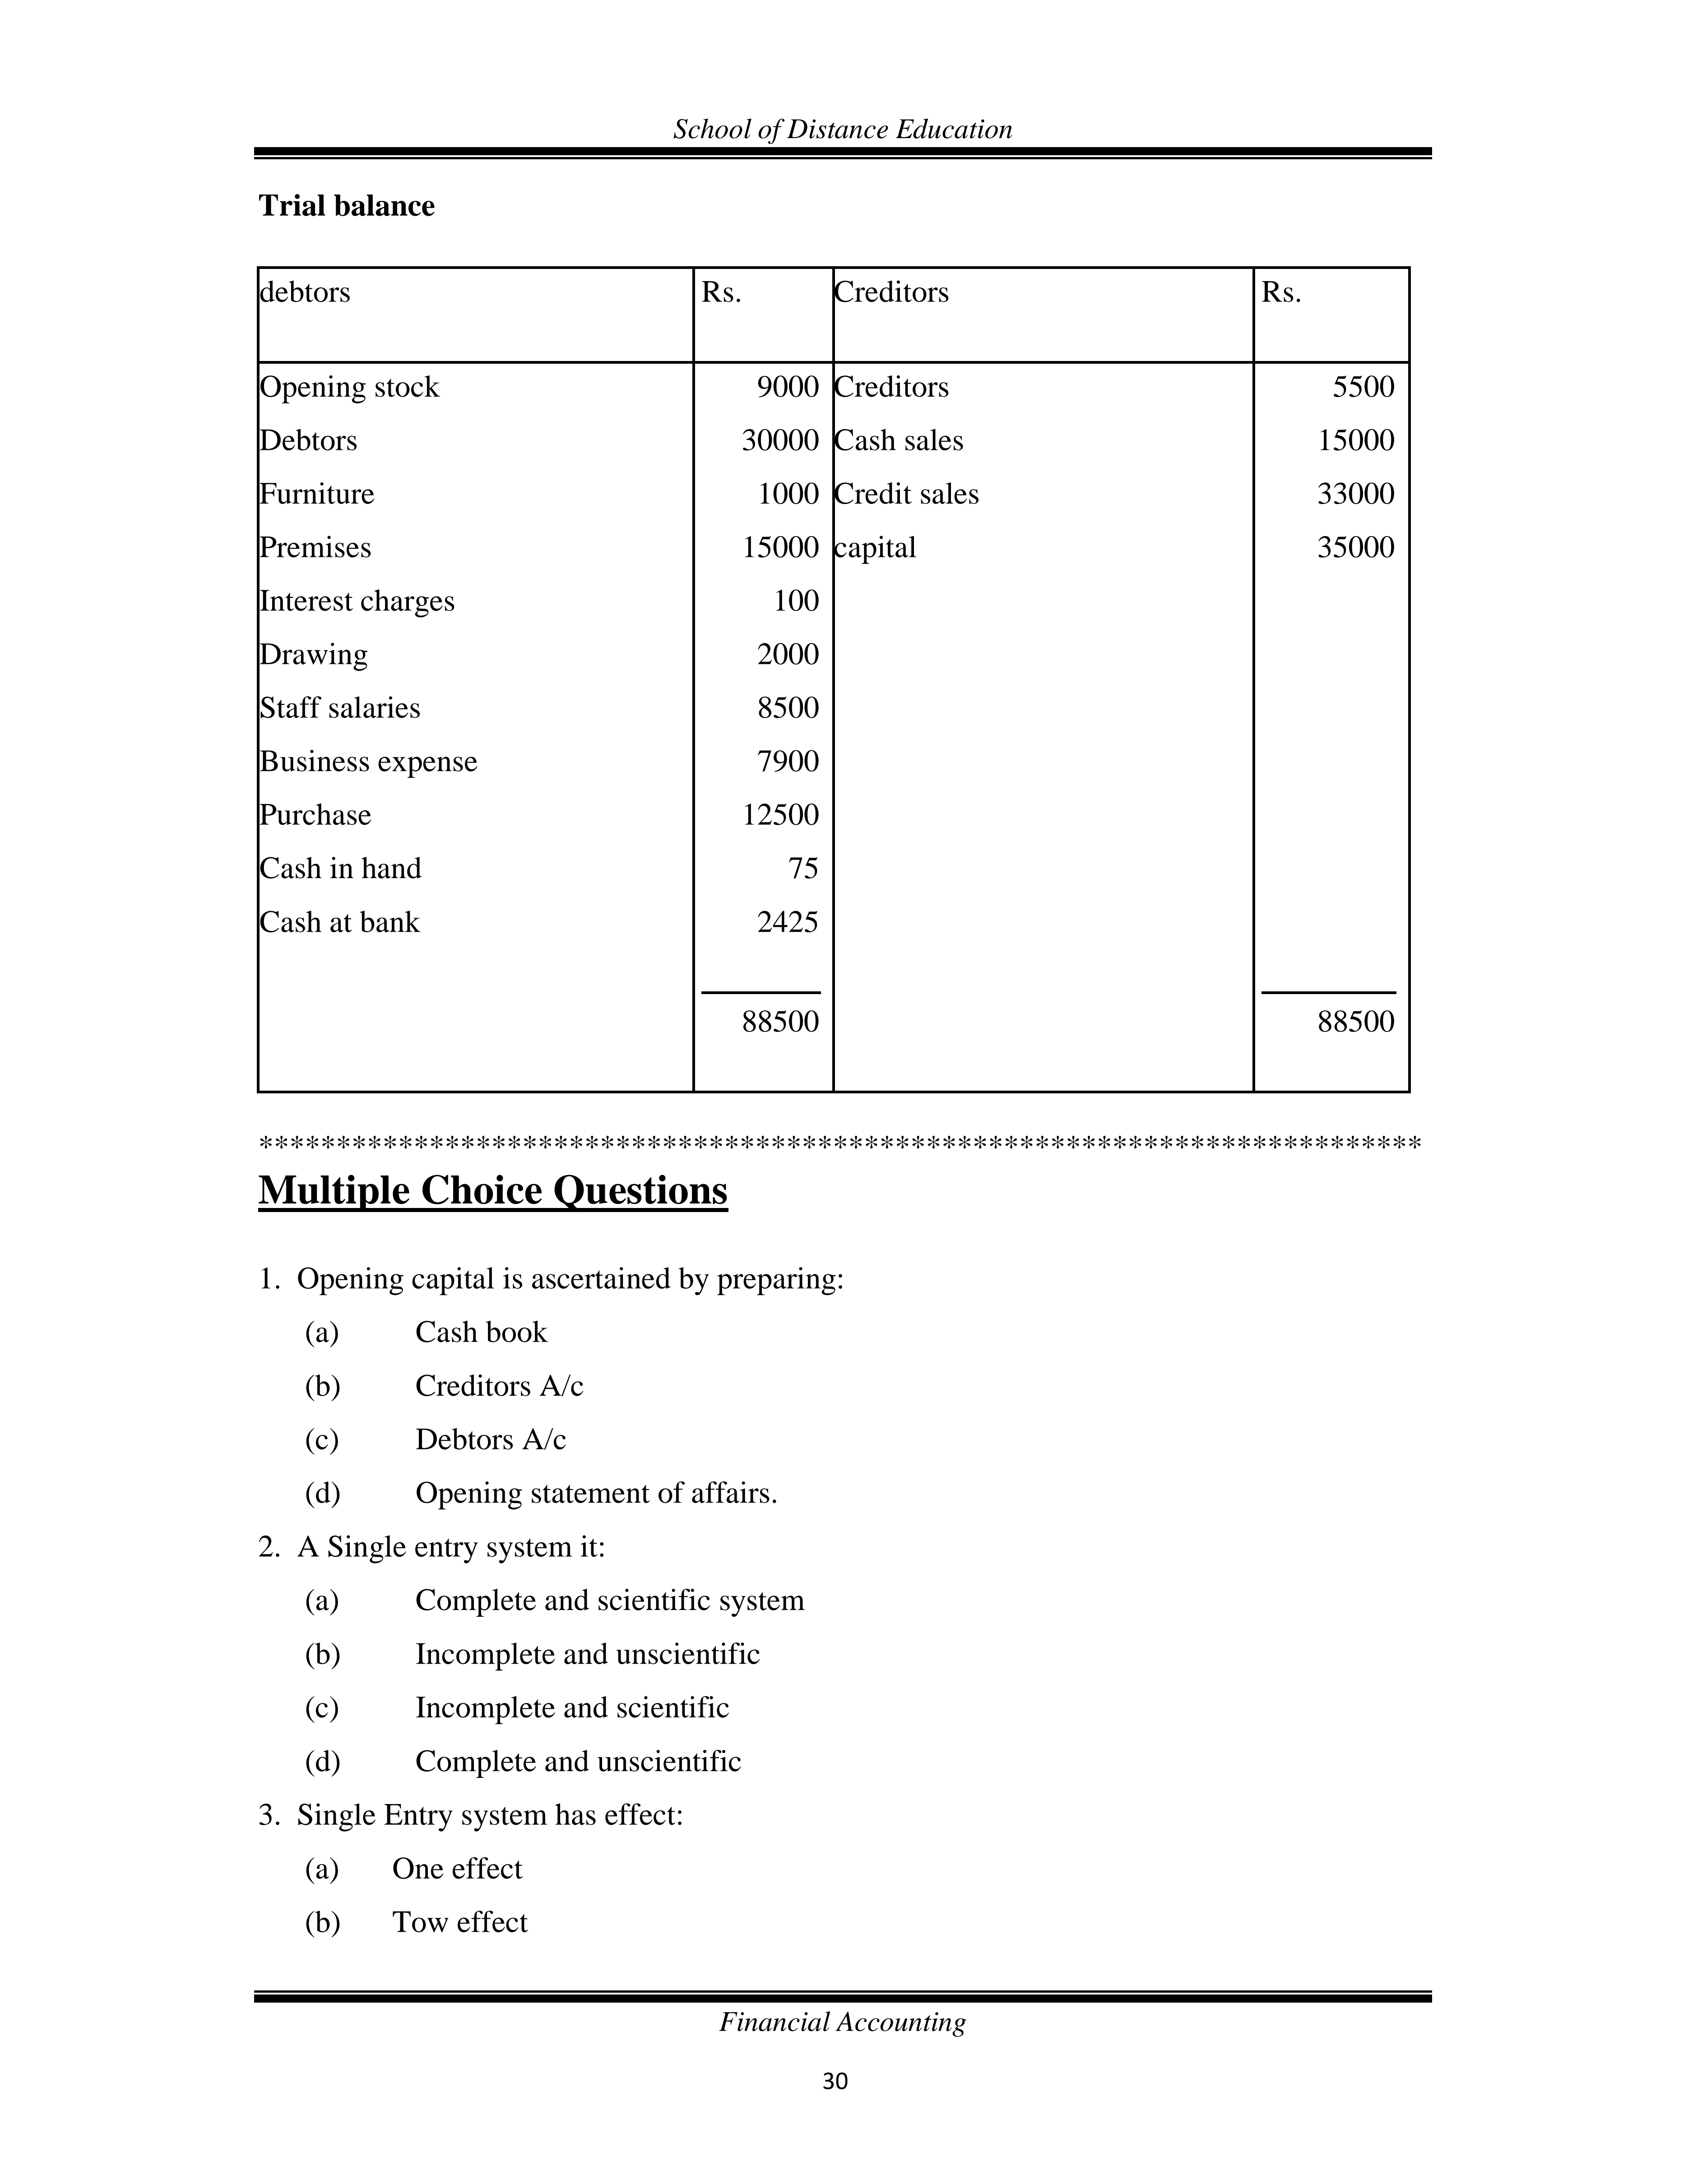 School of Distance Education
Trial balance
debtors Rs. Creditors Rs.
Opening stock 9000 Creditors 5500
Debtors 30000 Cash sales 15000
Furniture 1000 Credit sales 33000
Premises 15000 capital 35000
Interest charges 100
Drawing 2000
Staff salaries 8500
Business expense 7900
Purchase 12500
Cash in hand 75
Cash at bank 2425
88500 88500
***************************************************************************
Multiple Choice Questions
1. Opening capital is ascertained by preparing:
(a) Cash book
(b) Creditors A/c
(c) Debtors A/c
(d) Opening statement of affairs.
2. A Single entry system it:
(a) Complete and scientific system
(b) Incomplete and unscientific
(c) Incomplete and scientific
(d) Complete and unscientific
3. Single Entry system has effect:
(a) One effect
(b) Tow effect
Financial Accounting
30